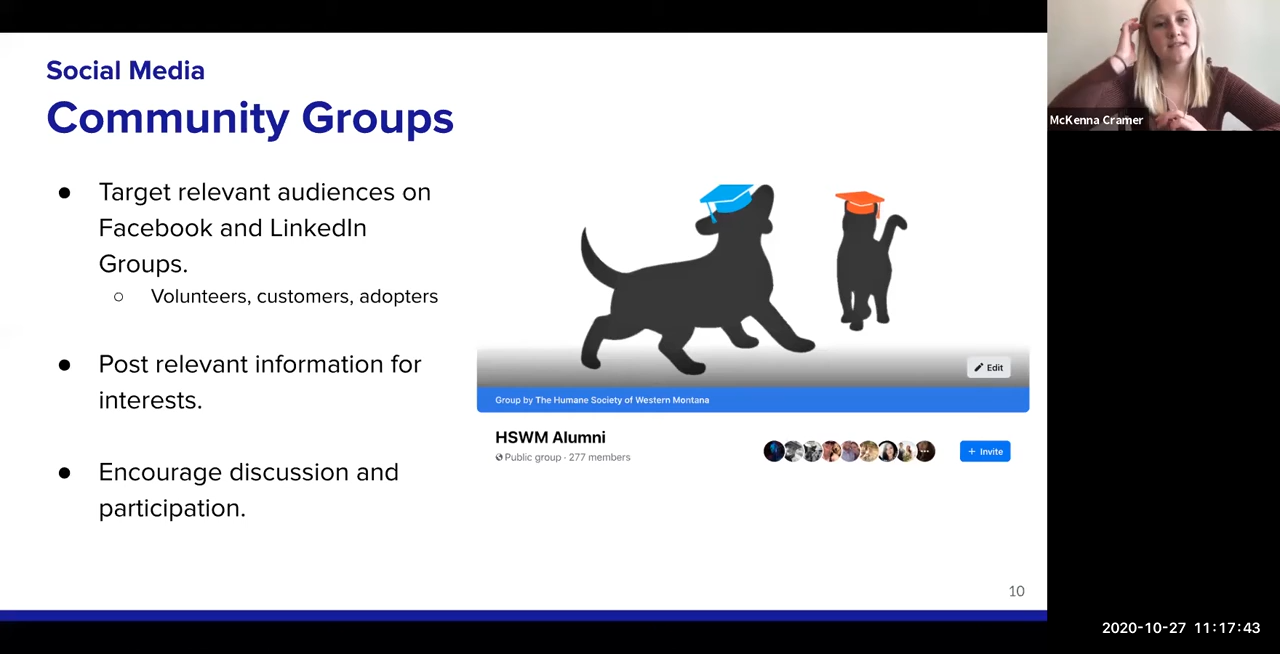 Social Media
Community Groups
● Target relevant audiences on
Facebook and LinkedIn
Groups.
○ Volunteers, customers, adopters
● Post relevant information for
interests.
● Encourage discussion and
participation.
Edit
Group by The Humane Society of Western Montana
HSWM Alumni
Public group · 277 members
+ Invite
10
McKenna Cramer
2020-10-27 11:17:43